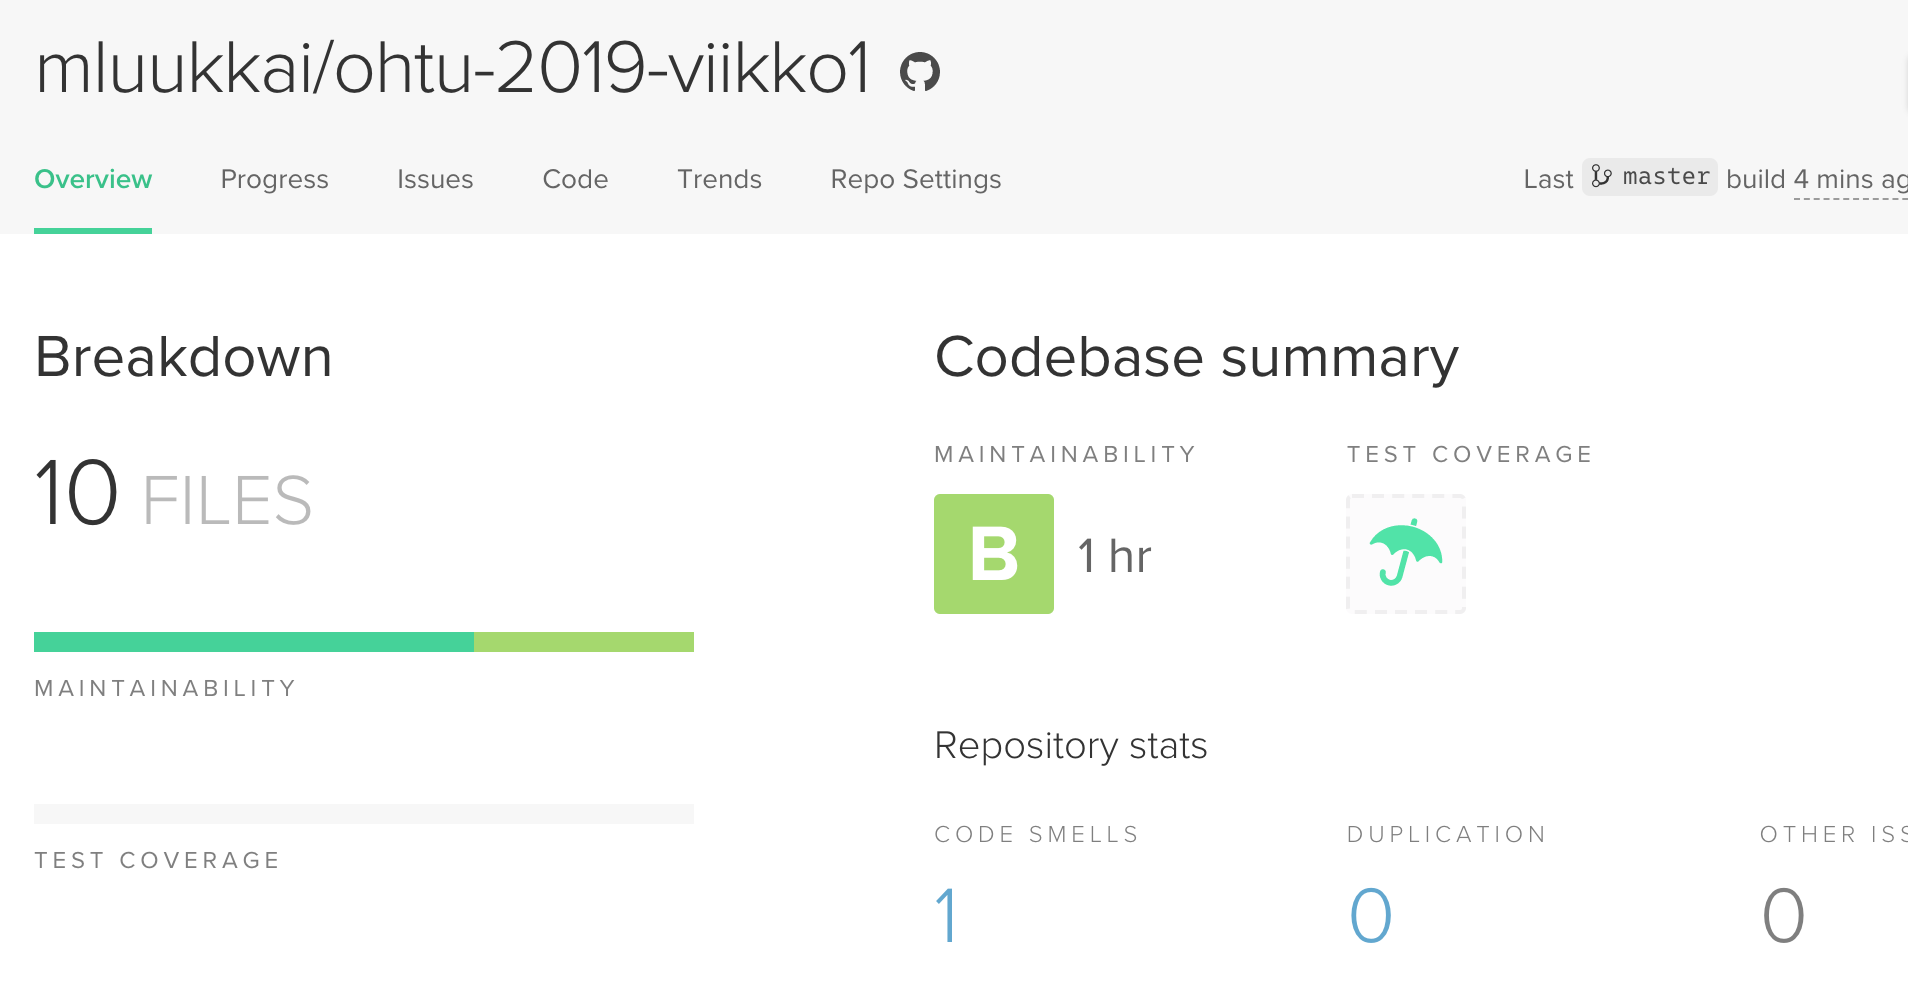 mluukkai/ohtu-2019-viikko1
Overview Progress Issues Code Trends Repo Settings Last master build 4 mins
Breakdown
Codebase summary
10 FILES
MAINTAINABILITY
TEST COVERAGE
B 1 hr
MAINTAINABILITY
TEST COVERAGE
Repository stats
CODE SMELLS
DUPLICATION
OTHER
1
0
0